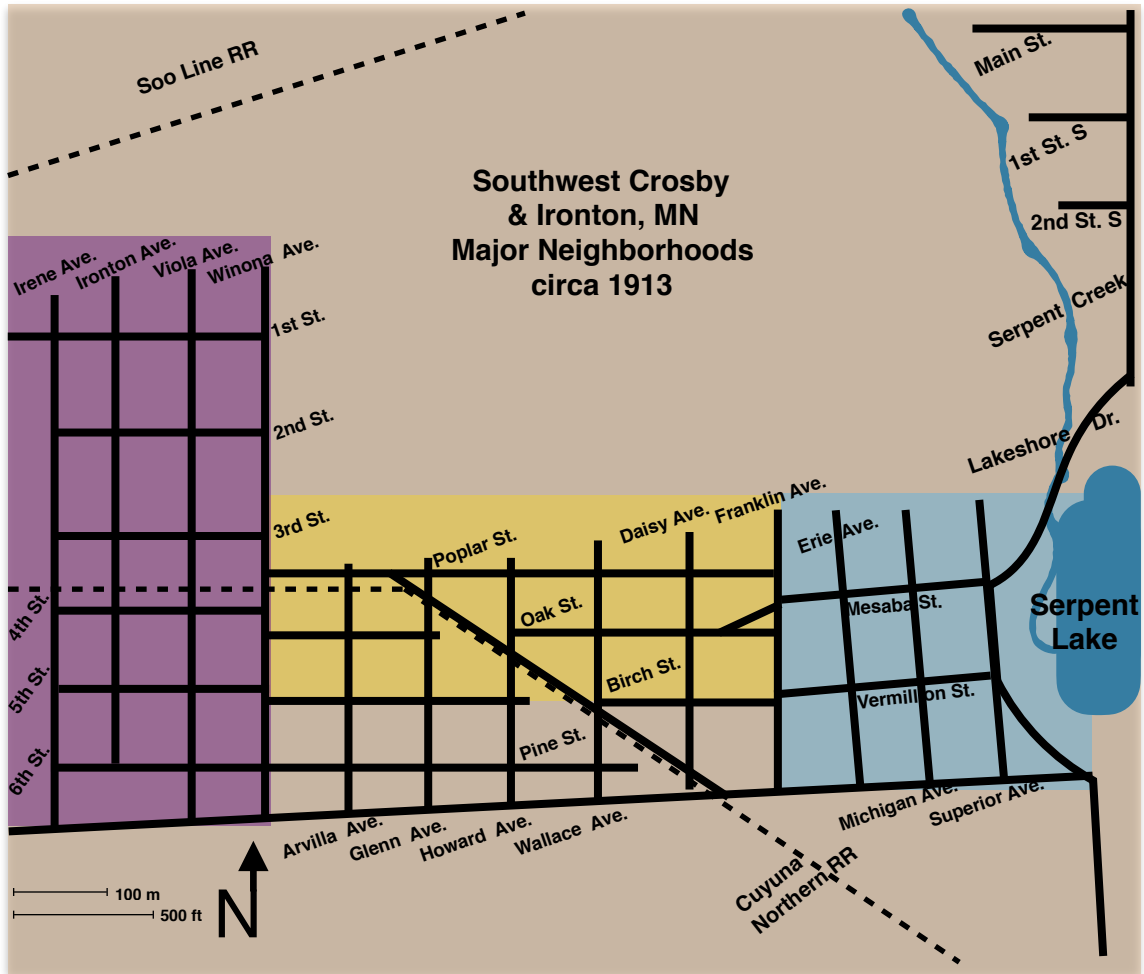 Soo Line RR
Main St.
1st St. S
2nd St. S
Southwest Crosby
& Ironton, MN
Major Neighborhoods
circa 1913
Serpent Creek
Irene Ave.
Ironton Ave.
Viola Ave.
Winona Ave.
1st St.
2nd St.
Lakeshore Dr.
3rd St.
Poplar St.
Daisy Ave.
Franklin Ave.
Erie Ave.
4th St.
Oak St.
Mesaba St.
Serpent
Lake
5th St.
Birch St.
Vermillion St.
6th St.
Pine St.
Arvilla Ave.
Glenn Ave.
Howard Ave.
Wallace Ave.
Michigan Ave.
Superior Ave.
100 m
500 ft
N
Cuyuna
Northern RR